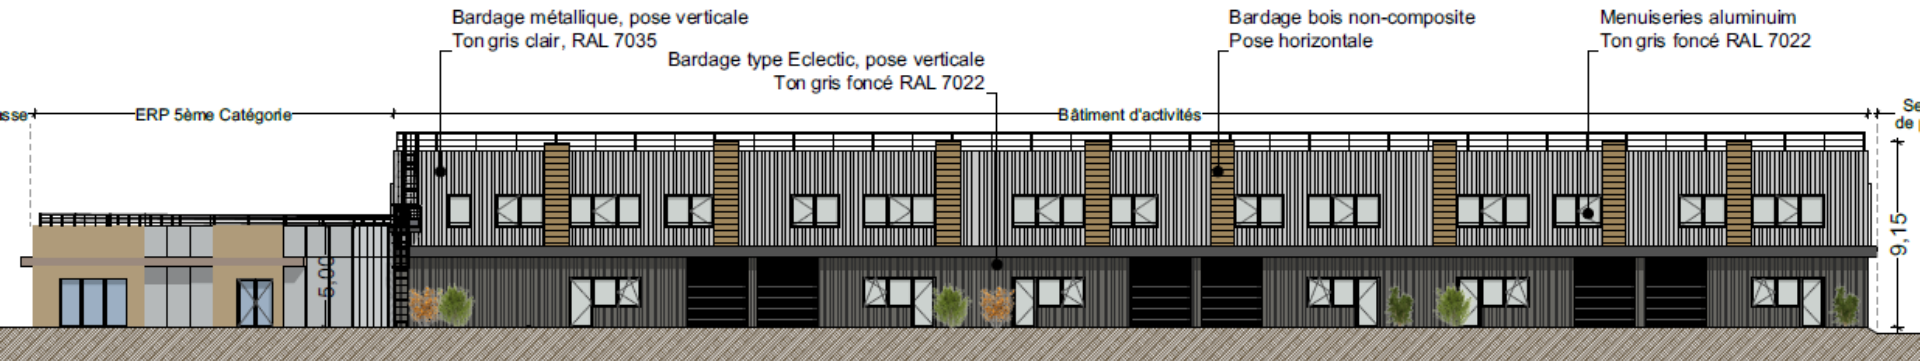 Bardage métallique, pose verticale
Ton gris clair, RAL 7035
Bardage type Eclectic, pose verticale
Ton gris foncé RAL 7022
Bardage bois non-composite
Pose horizontale
Menuiseries aluminuim
Ton gris foncé RAL 7022
sse
ERP 5ème Catégorie
Bâtiment d'activités
Se
de p
5,00
9,15